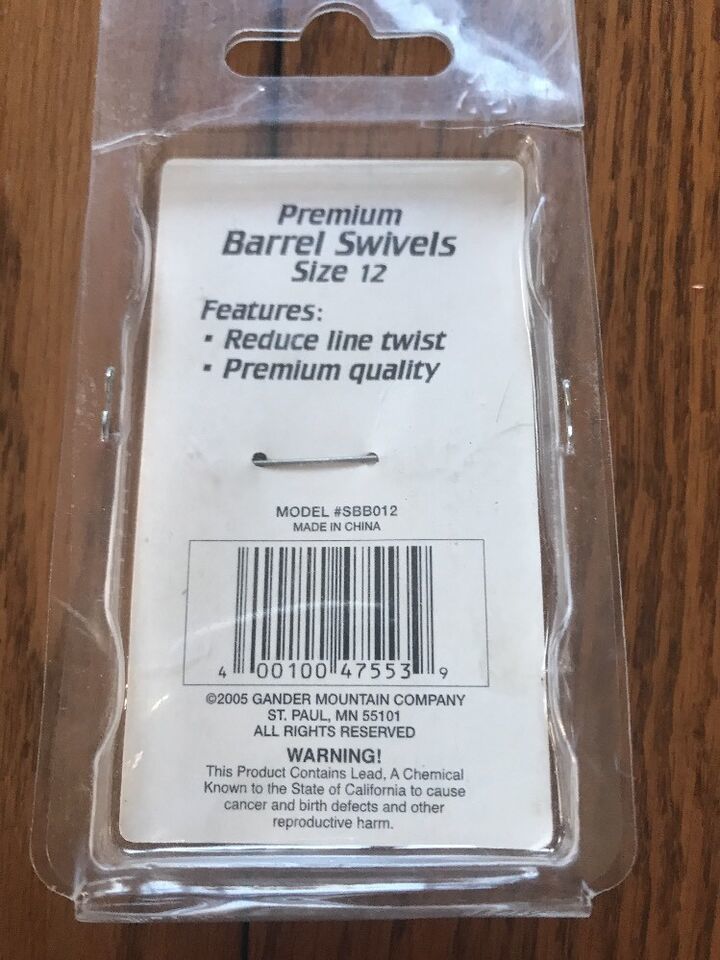 Premium
Barrel Swivels
Size 12
Features:
▪ Reduce line twist
▪ Premium quality
MODEL #SBB012
MADE IN CHINA
4 00100 47553 9
©2005 GANDER MOUNTAIN COMPANY
ST. PAUL, MN 55101
ALL RIGHTS RESERVED
WARNING!
This Product Contains Lead, A Chemical
Known to the State of California to cause
cancer and birth defects and other
reproductive harm.